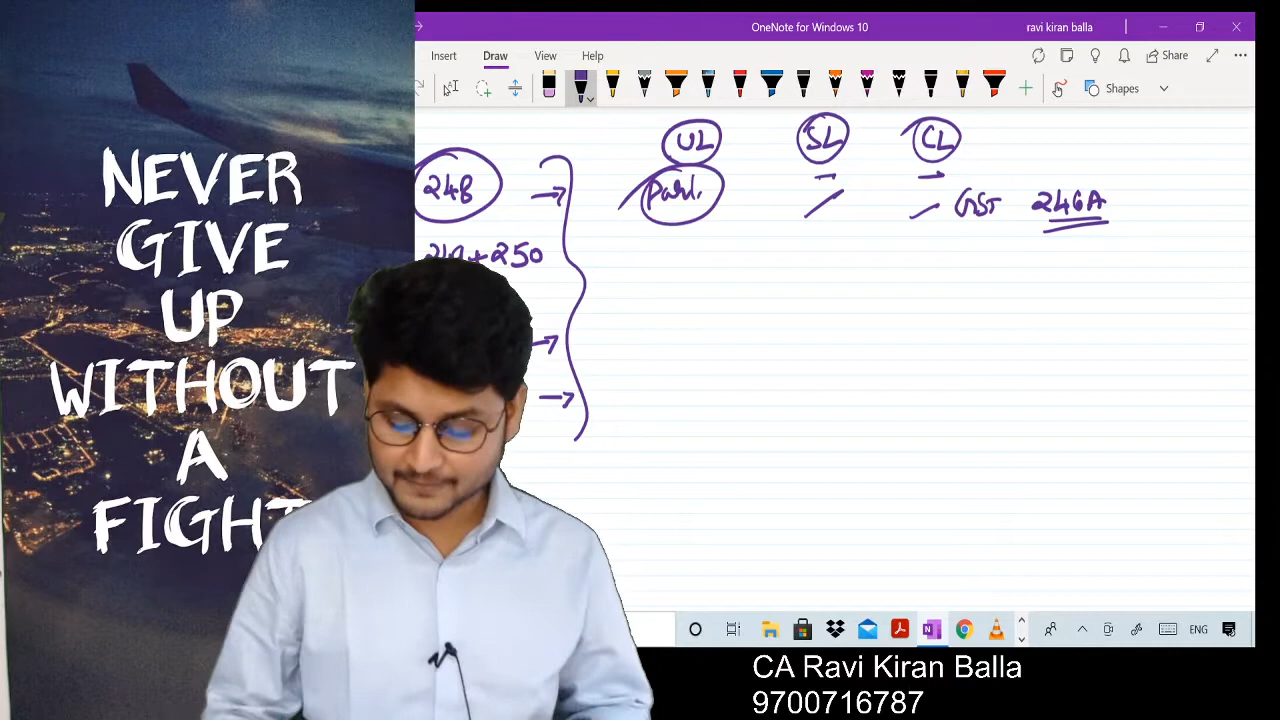 NEVER
GIVE
UP
WITHOUT
A
FIGHT
OneNote for Windows 10
ravi kiran balla
Insert Draw View Help
Share
Shapes
UL SL CL
248 Parl. GST 246A
249+250
ENG
CA Ravi Kiran Balla
9700716787